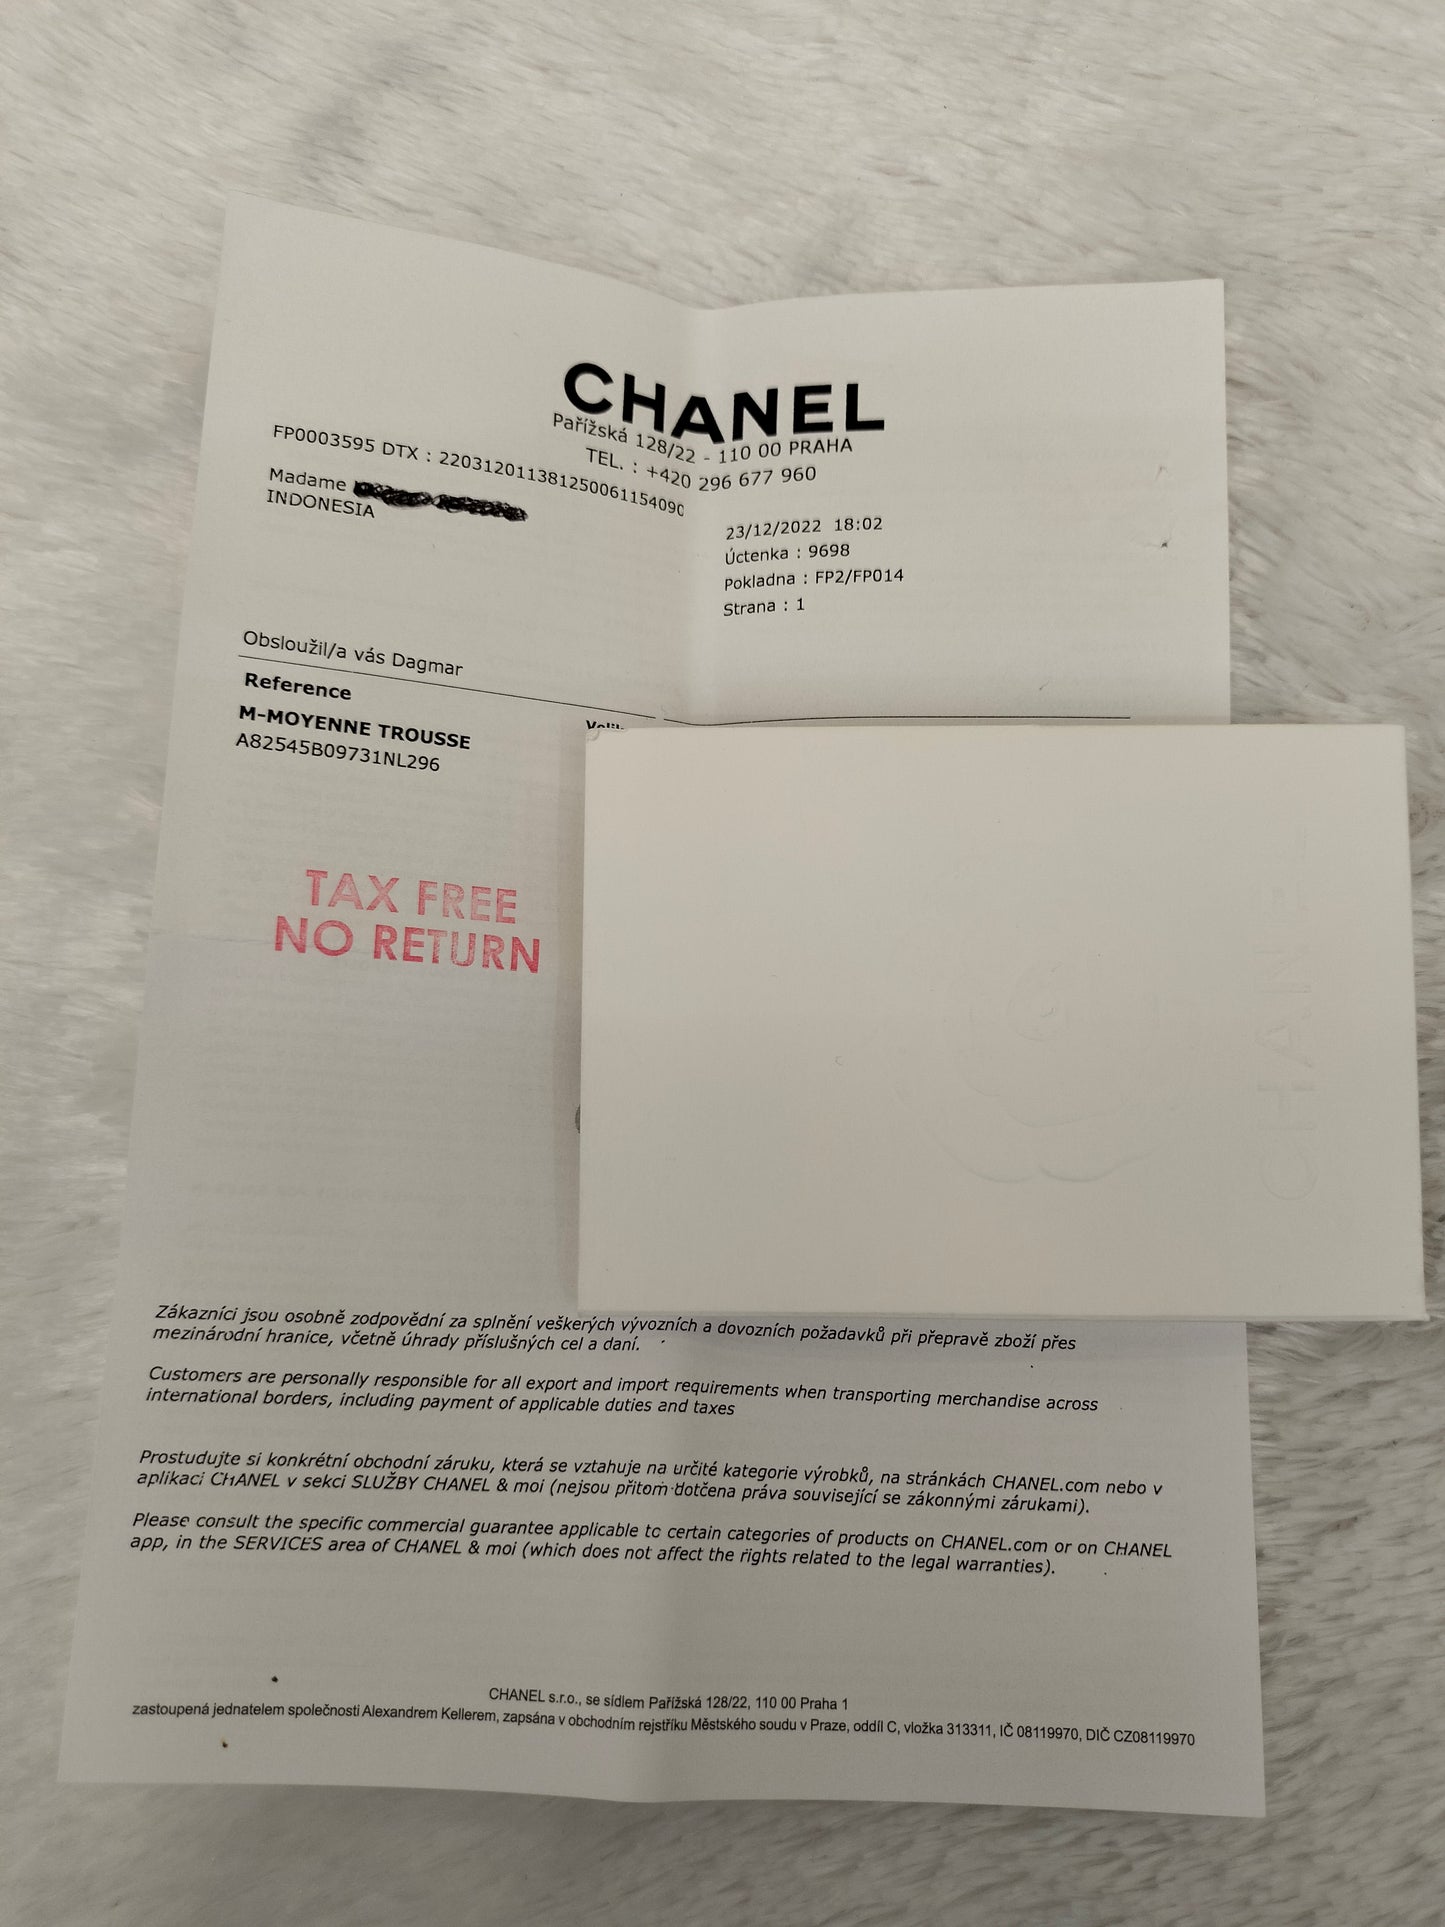 CHANEL
Pařížská 128/22 - 110 00 PRAHA
TEL. : +420 296 677 960
FP0003595 DTX : 220312011381250061154090
Madame
INDONESIA
23/12/2022 18:02
Účtenka : 9698
Pokladna : FP2/FP014
Strana : 1
Obsloužil/a vás Dagmar
Reference
M-MOYENNE TROUSSE
A82545B09731NL296
TAX FREE
NO RETURN
CHANEL
Zákazníci jsou osobně zodpovědní za splnění veškerých vývozních a dovozních požadavků při přepravě zboží přes
mezinárodní hranice, včetně úhrady příslušných cel a daní.
Customers are personally responsible for all export and import requirements when transporting merchandise across
international borders, including payment of applicable duties and taxes
Prostudujte si konkrétní obchodní záruku, která se vztahuje na určité kategorie výrobků, na stránkách CHANEL.com nebo v
aplikaci CHANEL v sekci SLUŽBY CHANEL & moi (nejsou přitom dotčena práva související se zákonnými zárukami).
Please consult the specific commercial guarantee applicable to certain categories of products on CHANEL.com or on CHANEL
app, in the SERVICES area of CHANEL & moi (which does not affect the rights related to the legal warranties).
CHANEL s.r.o., se sídlem Pařížská 128/22, 110 00 Praha 1
zastoupená jednatelem společnosti Alexandrem Kellerem, zapsána v obchodním rejstříku Městského soudu v Praze, oddíl C, vložka 313311, IČ 08119970, DIČ CZ08119970